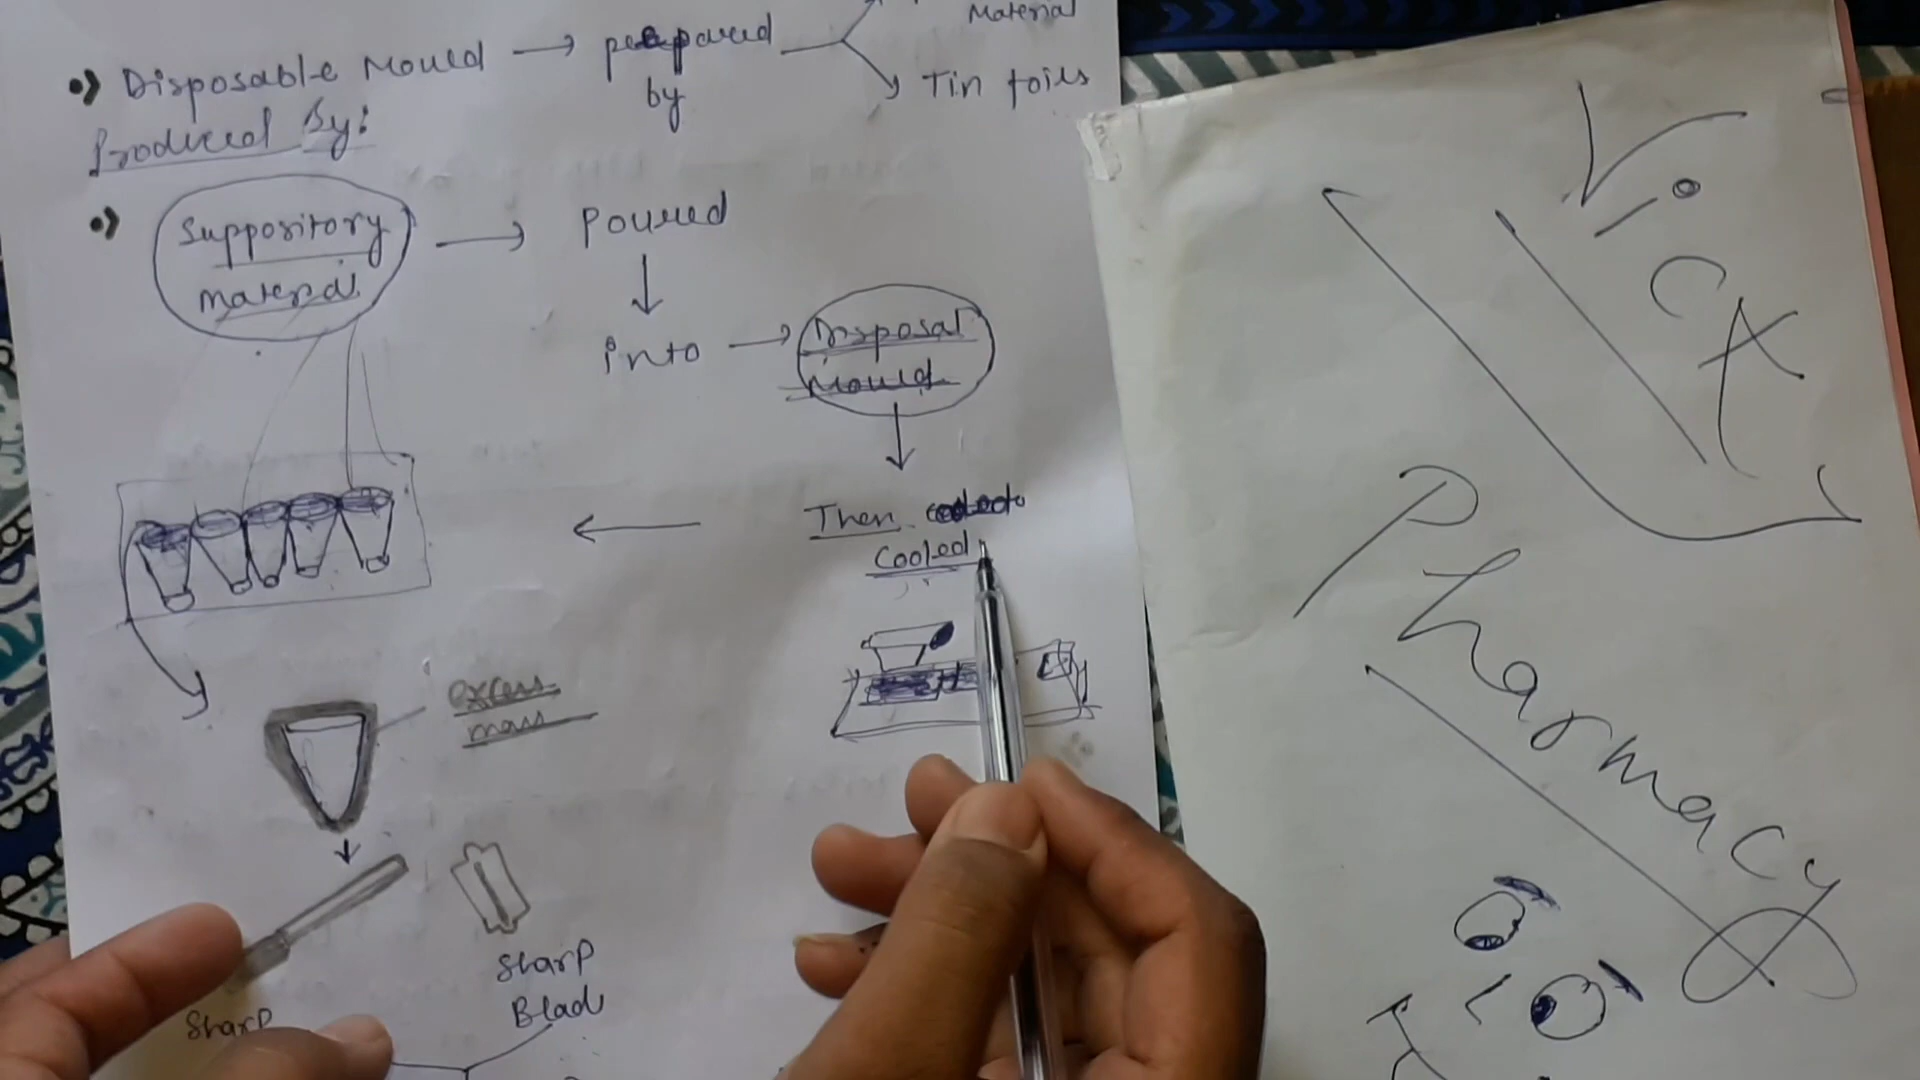 Material
Disposable Mould → prepared
by
Tin foils
Produced By:
Suppository
material → Poured
into → Disposal
Mould
Then
Cooled
excess
mass
Sharp
Blade
Sharp
Vicx
Pharmacy